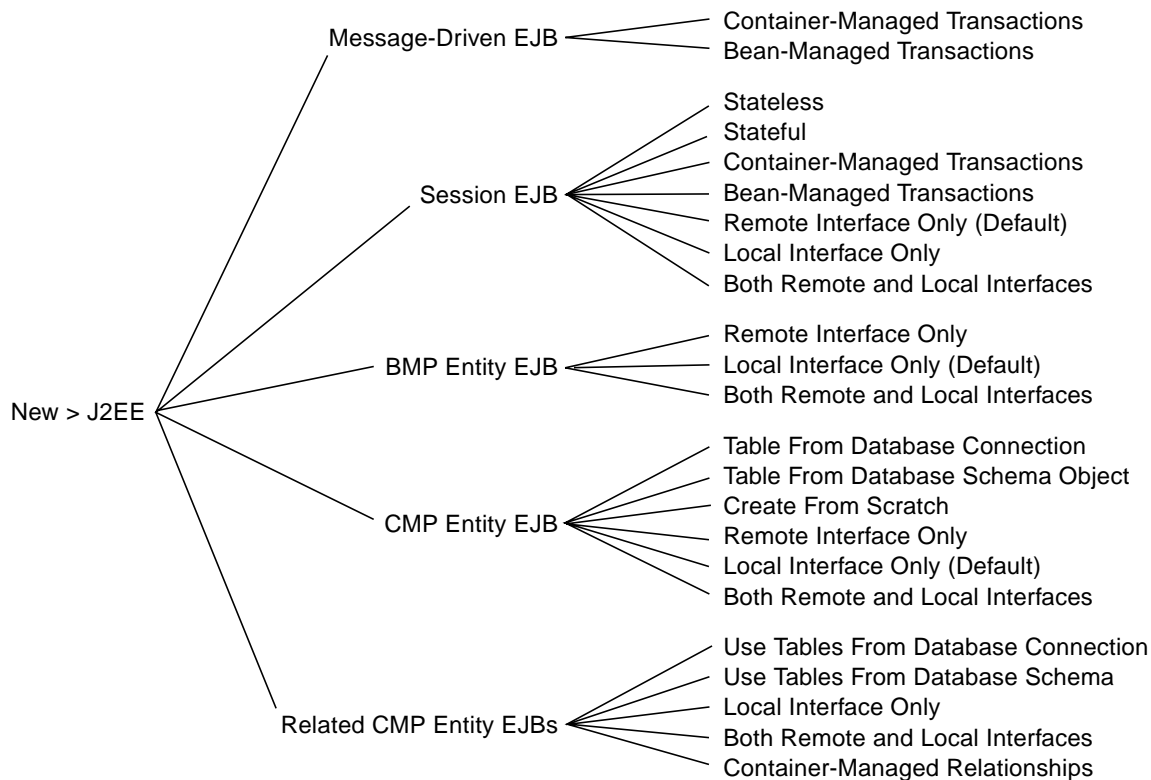 New > J2EE
Message-Driven EJB
Container-Managed Transactions
Bean-Managed Transactions
Session EJB
Stateless
Stateful
Container-Managed Transactions
Bean-Managed Transactions
Remote Interface Only (Default)
Local Interface Only
Both Remote and Local Interfaces
BMP Entity EJB
Remote Interface Only
Local Interface Only (Default)
Both Remote and Local Interfaces
CMP Entity EJB
Table From Database Connection
Table From Database Schema Object
Create From Scratch
Remote Interface Only
Local Interface Only (Default)
Both Remote and Local Interfaces
Related CMP Entity EJBs
Use Tables From Database Connection
Use Tables From Database Schema
Local Interface Only
Both Remote and Local Interfaces
Container-Managed Relationships